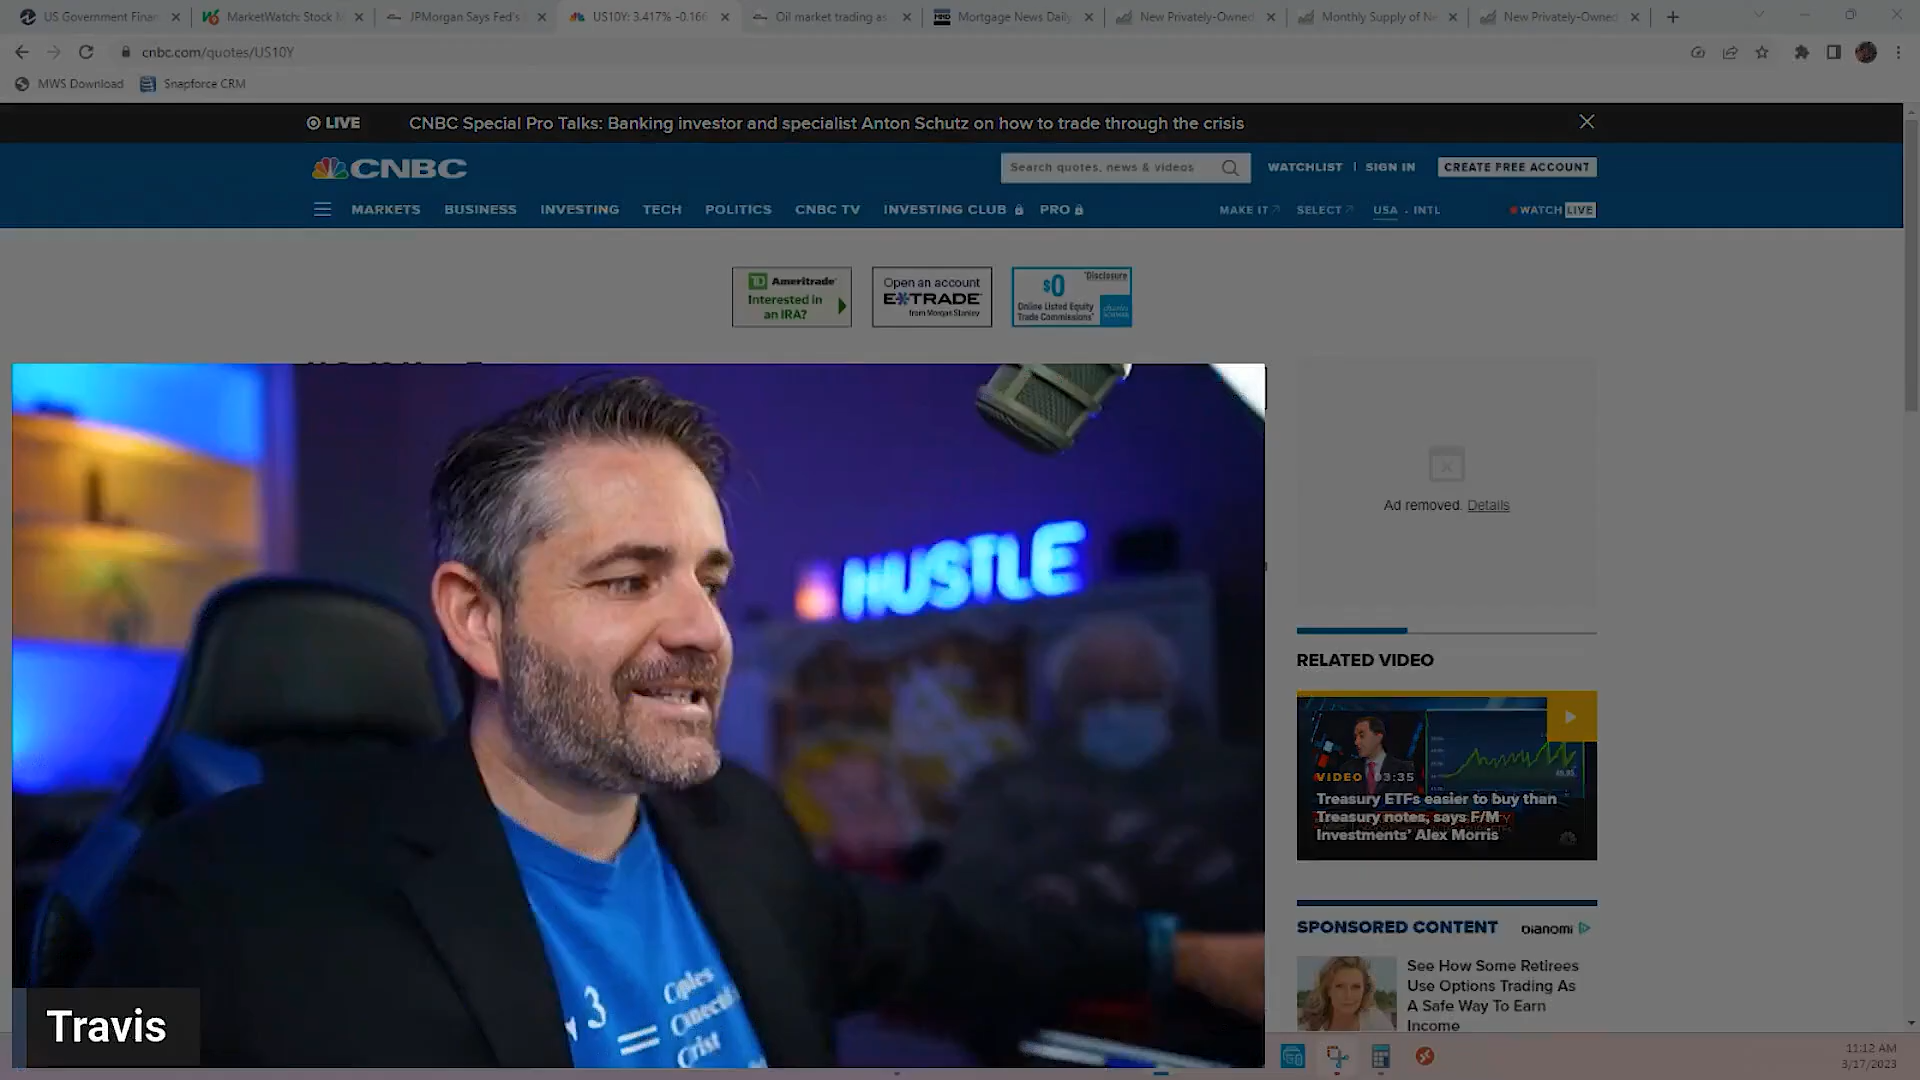 US Government Finan
MarketWatch: Stock M
JPMorgan Says Fed's
US10Y: 3.417% -0.166
Oil market trading as
Mortgage News Daily
New Privately-Owned
Monthly Supply of Ne
New Privately-Owned
cnbc.com/quotes/US10Y
MWS Download
Snapforce CRM
LIVE
CNBC Special Pro Talks: Banking investor and specialist Anton Schutz on how to trade through the crisis
CNBC
Search quotes, news & videos
WATCHLIST | SIGN IN
CREATE FREE ACCOUNT
MARKETS BUSINESS INVESTING TECH POLITICS CNBC TV INVESTING CLUB PRO
MAKE IT SELECT USA · INTL
WATCH LIVE
TD Ameritrade
Interested in
an IRA?
Open an account
E*TRADE
from Morgan Stanley
$0
*Disclosure
Online Listed Equity
Trade Commissions*
charles
SCHWAB
HUSTLE
Ad removed. Details
RELATED VIDEO
VIDEO 03:35
Treasury ETFs easier to buy than
Treasury notes, says F/M
Investments' Alex Morris
SPONSORED CONTENT
Dianomi
See How Some Retirees
Use Options Trading As
A Safe Way To Earn
Income
3
=
Travis
11:12 AM
3/17/2023